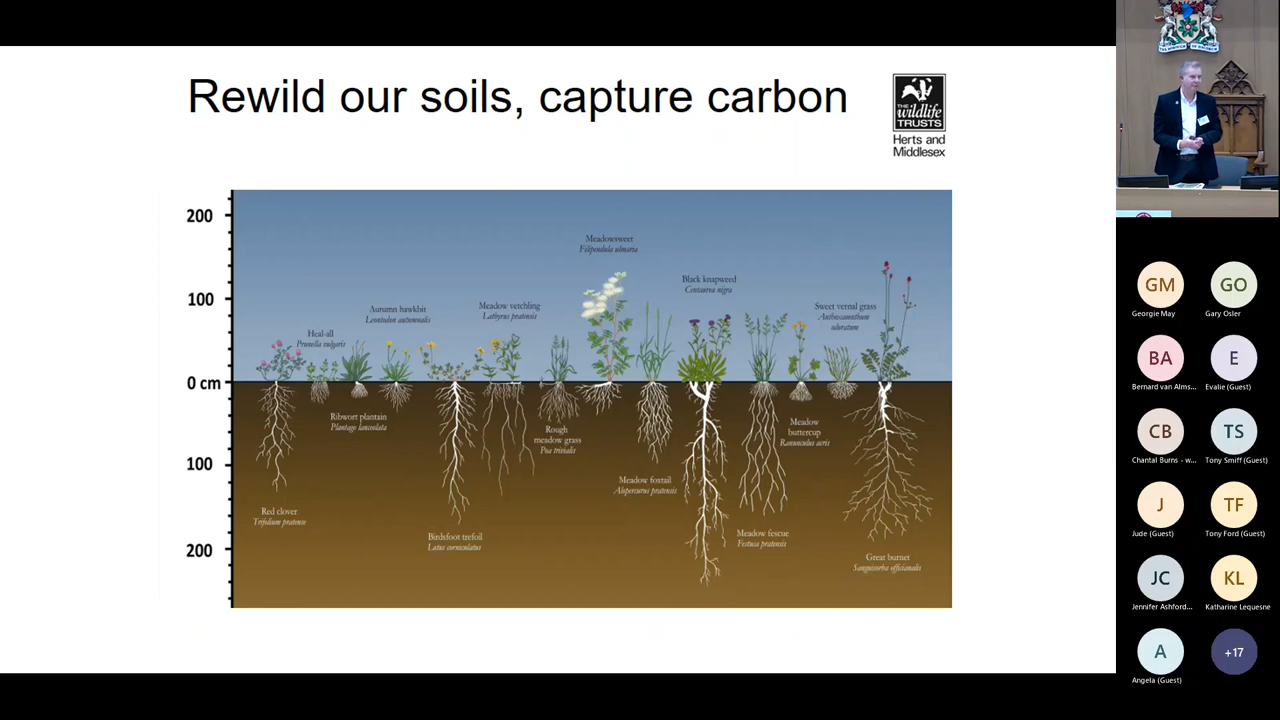 Rewild our soils, capture carbon
THE
wildlife
TRUSTS
Herts and
Middlesex
200
100
0 cm
100
200
Meadowsweet
Filipendula ulmaria
Black knapweed
Centaurea nigra
Autumn hawkbit
Leontodon autumnalis
Meadow vetchling
Lathyrus pratensis
Sweet vernal grass
Anthoxanthum
odoratum
Heal-all
Prunella vulgaris
Ribwort plantain
Plantago lanceolata
Rough
meadow grass
Poa trivialis
Meadow
buttercup
Ranunculus acris
Meadow foxtail
Alopercurus pratensis
Red clover
Trifolium pratense
Birdsfoot trefoil
Lotus corniculatus
Meadow fescue
Festuca pratensis
Great burnet
Sanguisorba officianalis
GM
Georgie May
GO
Gary Osler
BA
Bernard van Alms...
E
Evalie (Guest)
CB
Chantal Burns - w...
TS
Tony Smiff (Guest)
J
Jude (Guest)
TF
Tony Ford (Guest)
JC
Jennifer Ashford...
KL
Katharine Lequesne
A
Angela (Guest)
+17